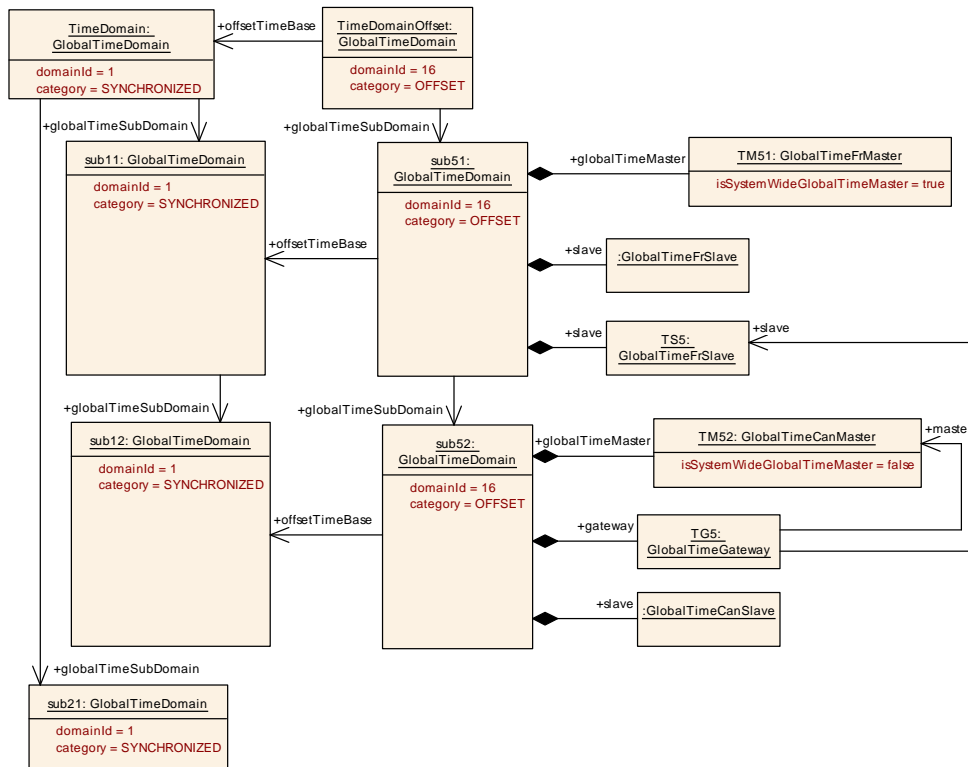 TimeDomain:
GlobalTimeDomain
domainId = 1
category = SYNCHRONIZED
+offsetTimeBase
TimeDomainOffset:
GlobalTimeDomain
domainId = 16
category = OFFSET
+globalTimeSubDomain
+globalTimeSubDomain
sub11: GlobalTimeDomain
domainId = 1
category = SYNCHRONIZED
sub51:
GlobalTimeDomain
domainId = 16
category = OFFSET
+globalTimeMaster
TM51: GlobalTimeFrMaster
isSystemWideGlobalTimeMaster = true
+offsetTimeBase
+slave
:GlobalTimeFrSlave
+slave
TS5:
GlobalTimeFrSlave
+slave
+globalTimeSubDomain
+globalTimeSubDomain
sub12: GlobalTimeDomain
domainId = 1
category = SYNCHRONIZED
sub52:
GlobalTimeDomain
domainId = 16
category = OFFSET
+globalTimeMaster
TM52: GlobalTimeCanMaster
isSystemWideGlobalTimeMaster = false
+maste
+offsetTimeBase
+gateway
TG5:
GlobalTimeGateway
+slave
:GlobalTimeCanSlave
+globalTimeSubDomain
sub21: GlobalTimeDomain
domainId = 1
category = SYNCHRONIZED